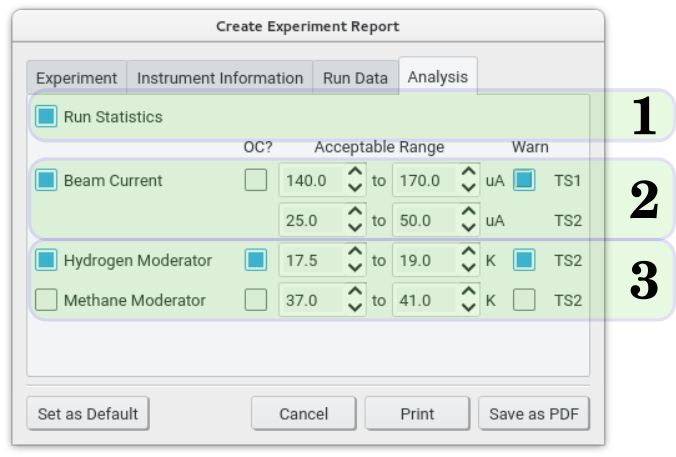 Create Experiment Report
Experiment Instrument Information Run Data Analysis
Run Statistics 1
OC? Acceptable Range Warn
Beam Current 140.0 to 170.0 uA TS1
2
25.0 to 50.0 uA TS2
Hydrogen Moderator 17.5 to 19.0 K TS2
3
Methane Moderator 37.0 to 41.0 K TS2
Set as Default Cancel Print Save as PDF